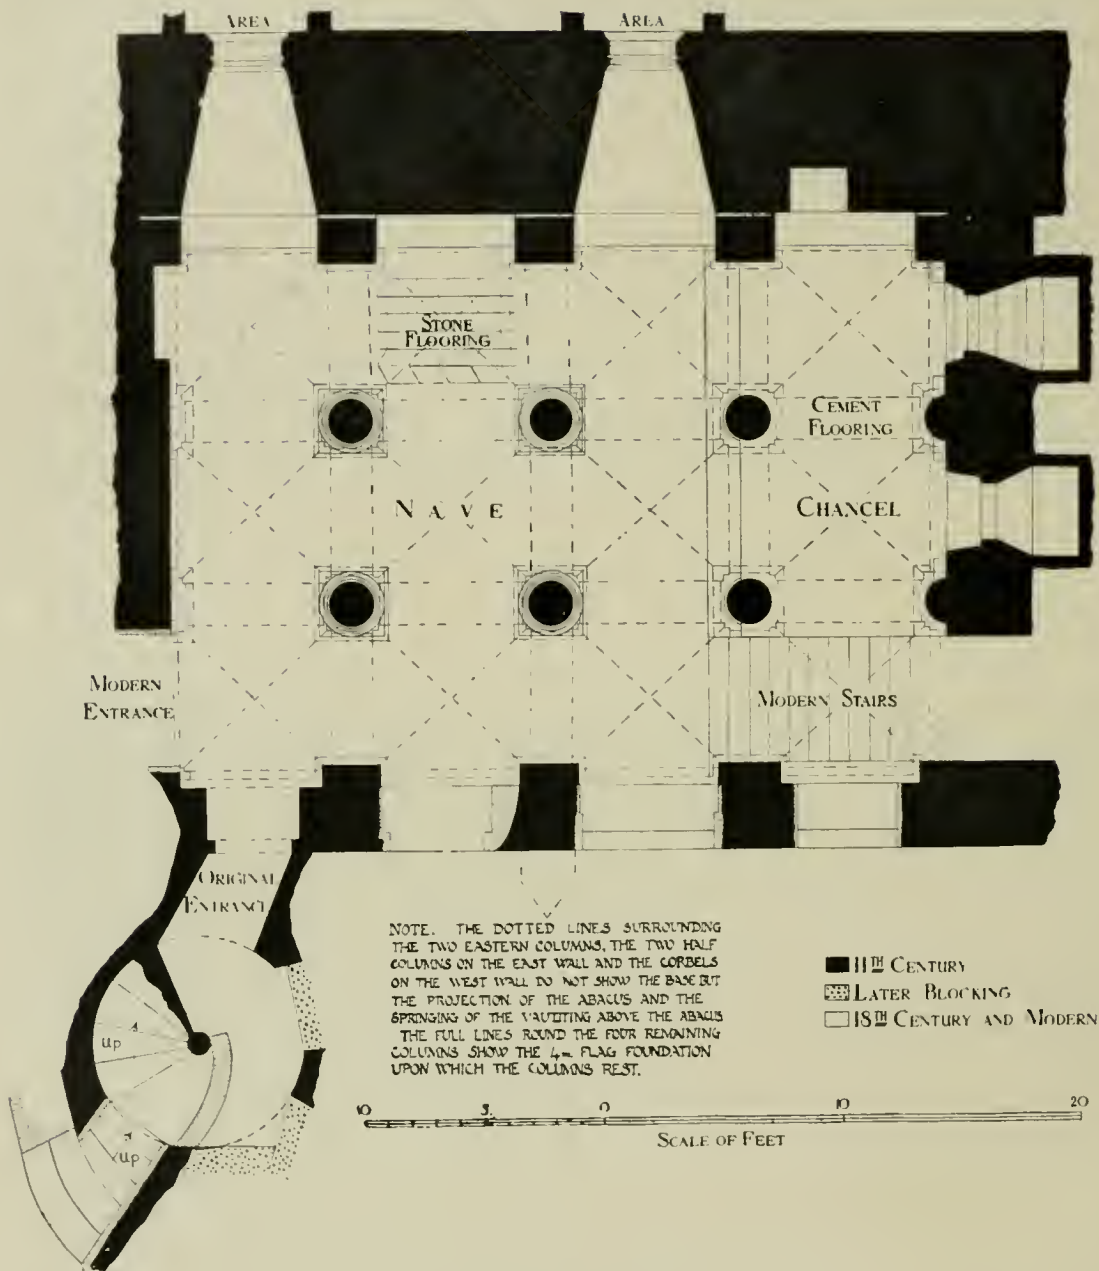 AREA
AREA
STONE
FLOORING
CEMENT
FLOORING
NAVE
CHANCEL
MODERN
ENTRANCE
MODERN STAIRS
ORIGINAL
ENTRANCE
NOTE. THE DOTTED LINES SURROUNDING
THE TWO EASTERN COLUMNS, THE TWO HALF
COLUMNS ON THE EAST WALL AND THE CORBELS
ON THE WEST WALL DO NOT SHOW THE BASE BUT
THE PROJECTION OF THE ABACUS AND THE
SPRINGING OF THE VAULTING ABOVE THE ABACUS
THE FULL LINES ROUND THE FOUR REMAINING
COLUMNS SHOW THE 4in FLAG FOUNDATION
UPON WHICH THE COLUMNS REST.
11TH CENTURY
LATER BLOCKING
18TH CENTURY AND MODERN
up
up
10 5 0 10 20
SCALE OF FEET